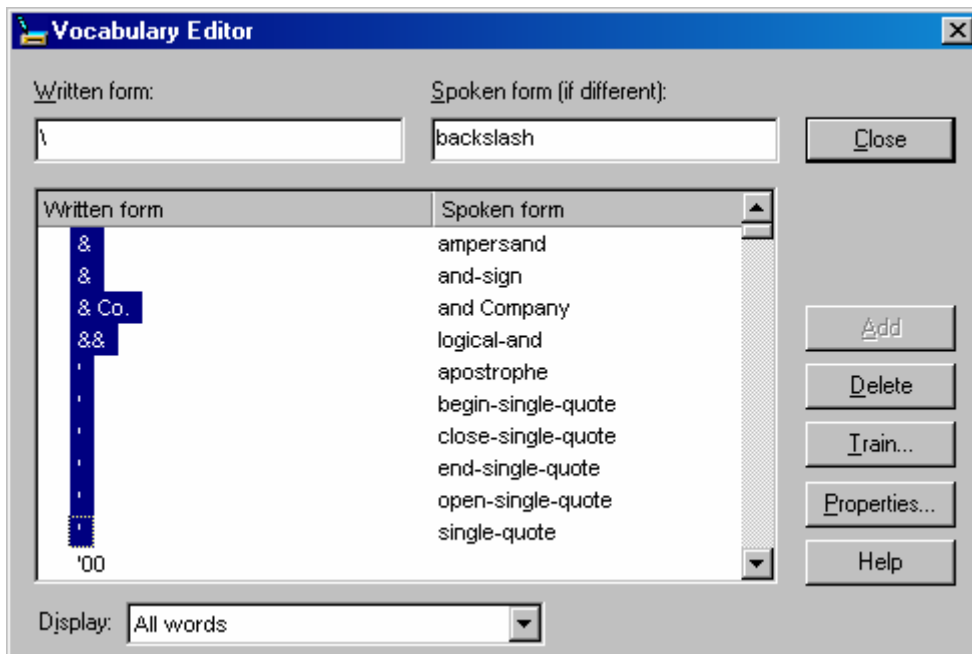 Vocabulary Editor
Written form: Spoken form (if different):
\ backslash Close
Written form Spoken form
& ampersand
& and-sign
& Co. and Company
&& logical-and
' apostrophe
' begin-single-quote
' close-single-quote
' end-single-quote
' open-single-quote
' single-quote
'00
Add
Delete
Train...
Properties...
Help
Display: All words